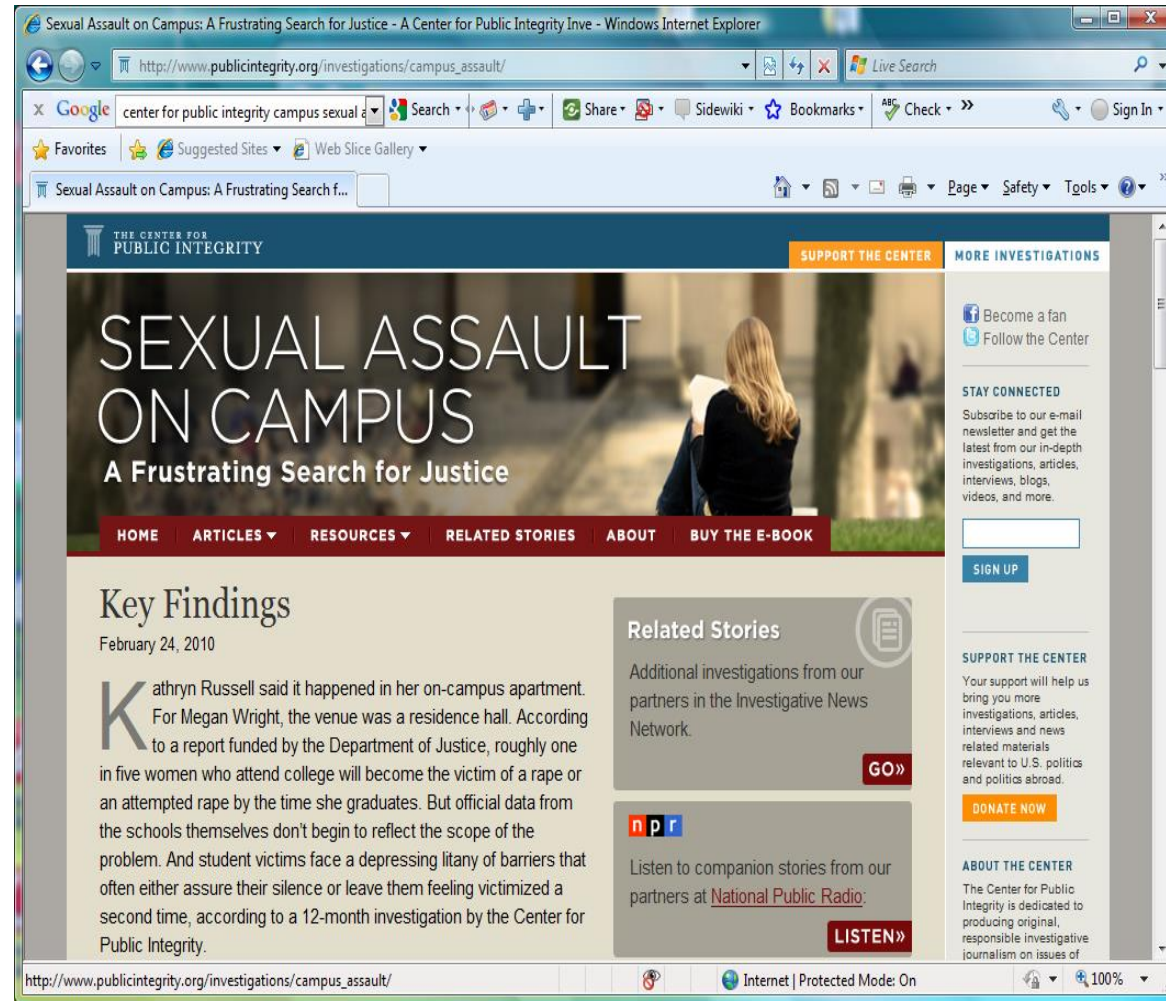 Sexual Assault on Campus: A Frustrating Search for Justice - A Center for Public Integrity Inve - Windows Internet Explorer
http://www.publicintegrity.org/investigations/campus_assault/
Live Search
x Google center for public integrity campus sexual a Search Share Sidewiki Bookmarks ABC Check » Sign In
Favorites Suggested Sites Web Slice Gallery
Sexual Assault on Campus: A Frustrating Search f...
Page Safety Tools »
THE CENTER FOR
PUBLIC INTEGRITY
SUPPORT THE CENTER
MORE INVESTIGATIONS
SEXUAL ASSAULT
ON CAMPUS
A Frustrating Search for Justice
HOME ARTICLES RESOURCES RELATED STORIES ABOUT BUY THE E-BOOK
Key Findings
February 24, 2010
Kathryn Russell said it happened in her on-campus apartment.
For Megan Wright, the venue was a residence hall. According
to a report funded by the Department of Justice, roughly one
in five women who attend college will become the victim of a rape or
an attempted rape by the time she graduates. But official data from
the schools themselves don't begin to reflect the scope of the
problem. And student victims face a depressing litany of barriers that
often either assure their silence or leave them feeling victimized a
second time, according to a 12-month investigation by the Center for
Public Integrity.
Related Stories
Additional investigations from our
partners in the Investigative News
Network.
GO»
npr
Listen to companion stories from our
partners at National Public Radio:
LISTEN»
Become a fan
Follow the Center
STAY CONNECTED
Subscribe to our e-mail
newsletter and get the
latest from our in-depth
investigations, articles,
interviews, blogs,
videos, and more.
SIGN UP
SUPPORT THE CENTER
Your support will help us
bring you more
investigations, articles,
interviews and news
related materials
relevant to U.S. politics
and politics abroad.
DONATE NOW
ABOUT THE CENTER
The Center for Public
Integrity is dedicated to
producing original,
responsible investigative
journalism on issues of
http://www.publicintegrity.org/investigations/campus_assault/
Internet | Protected Mode: On
100%